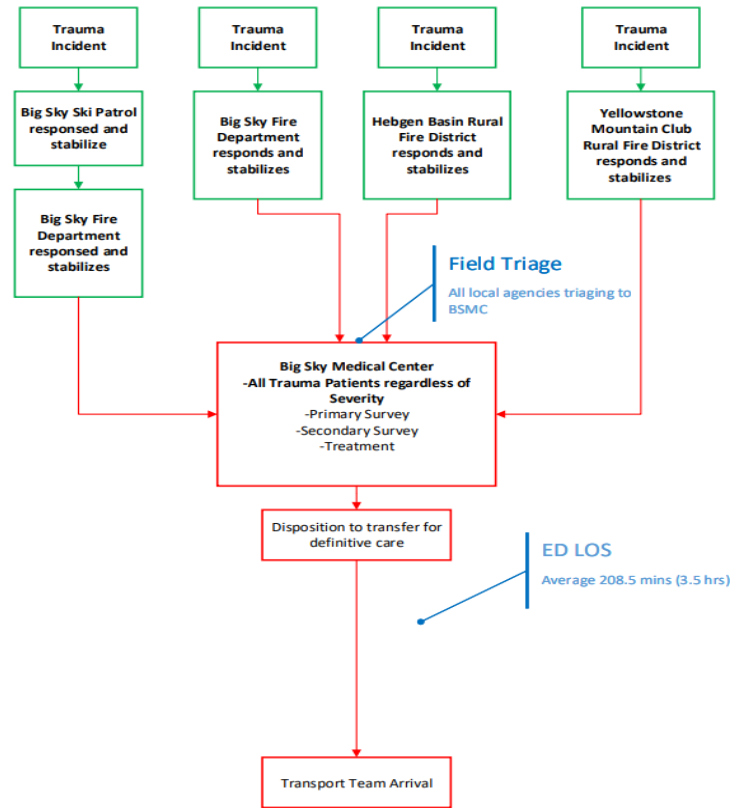 Trauma
Incident
Trauma
Incident
Trauma
Incident
Trauma
Incident
Big Sky Ski Patrol
responsed and
stabilize
Big Sky Fire
Department
responds and
stabilizes
Hebgen Basin Rural
Fire District
responds and
stabilizes
Yellowstone
Mountain Club
Rural Fire District
responds and
stabilizes
Big Sky Fire
Department
responsed and
stabilizes
Field Triage
All local agencies triaging to
BSMC
Big Sky Medical Center
-All Trauma Patients regardless of
Severity
-Primary Survey
-Secondary Survey
-Treatment
Disposition to transfer for
definitive care
ED LOS
Average 208.5 mins (3.5 hrs)
Transport Team Arrival